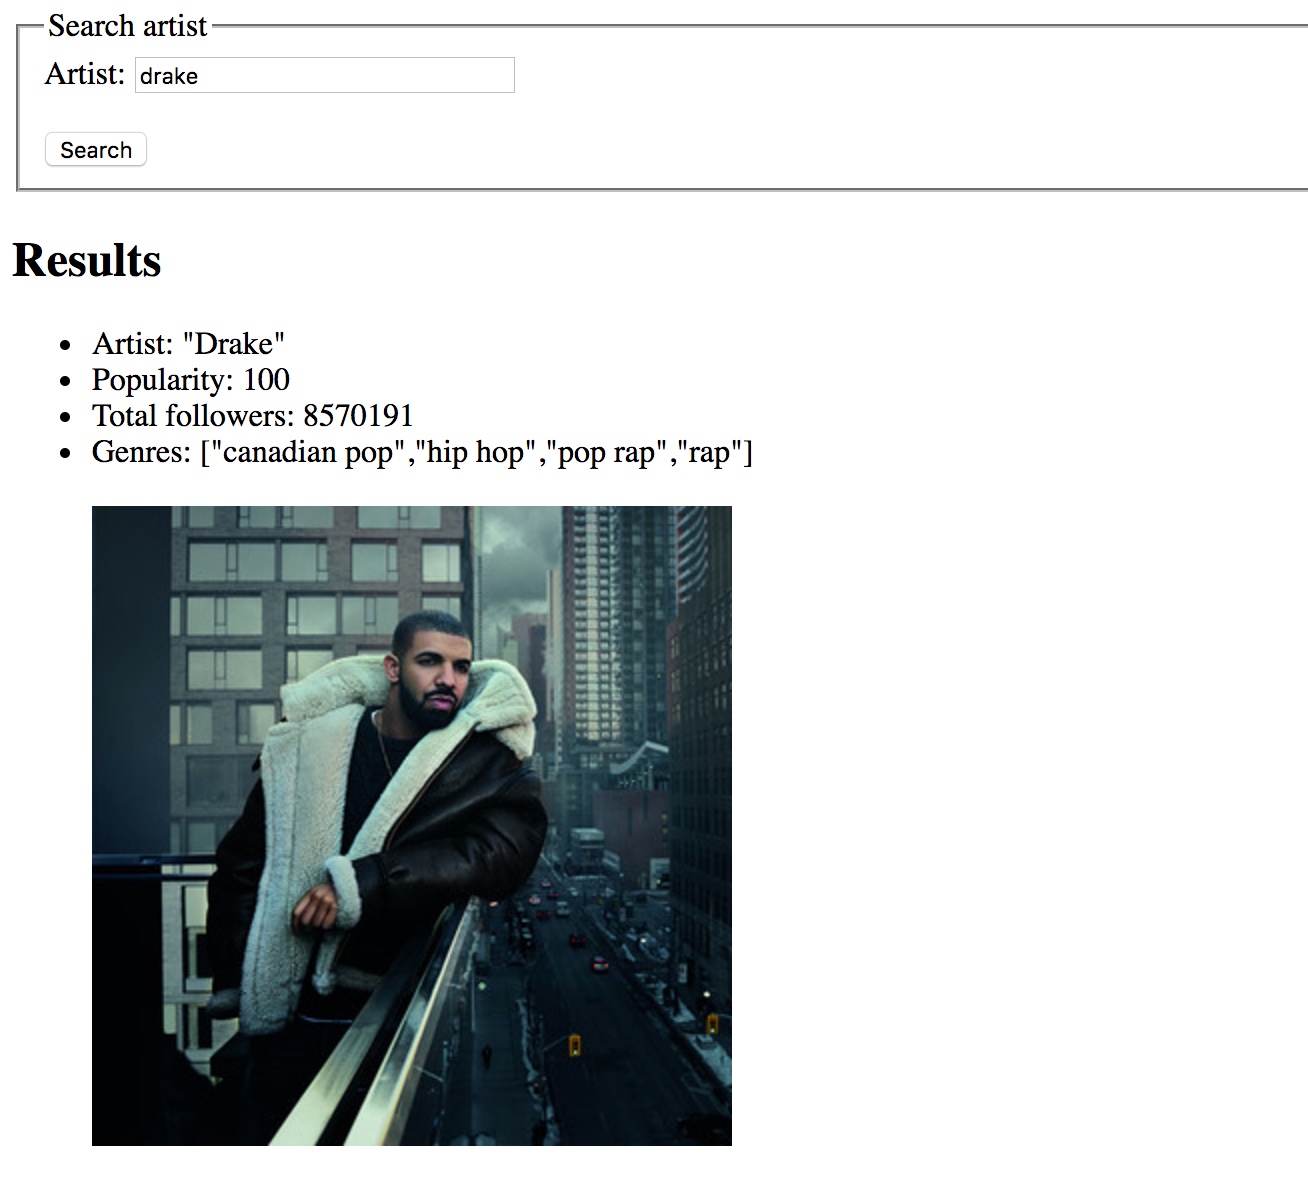 Search artist
Artist: drake
Search
Results
Artist: "Drake"
Popularity: 100
Total followers: 8570191
Genres: ["canadian pop","hip hop","pop rap","rap"]